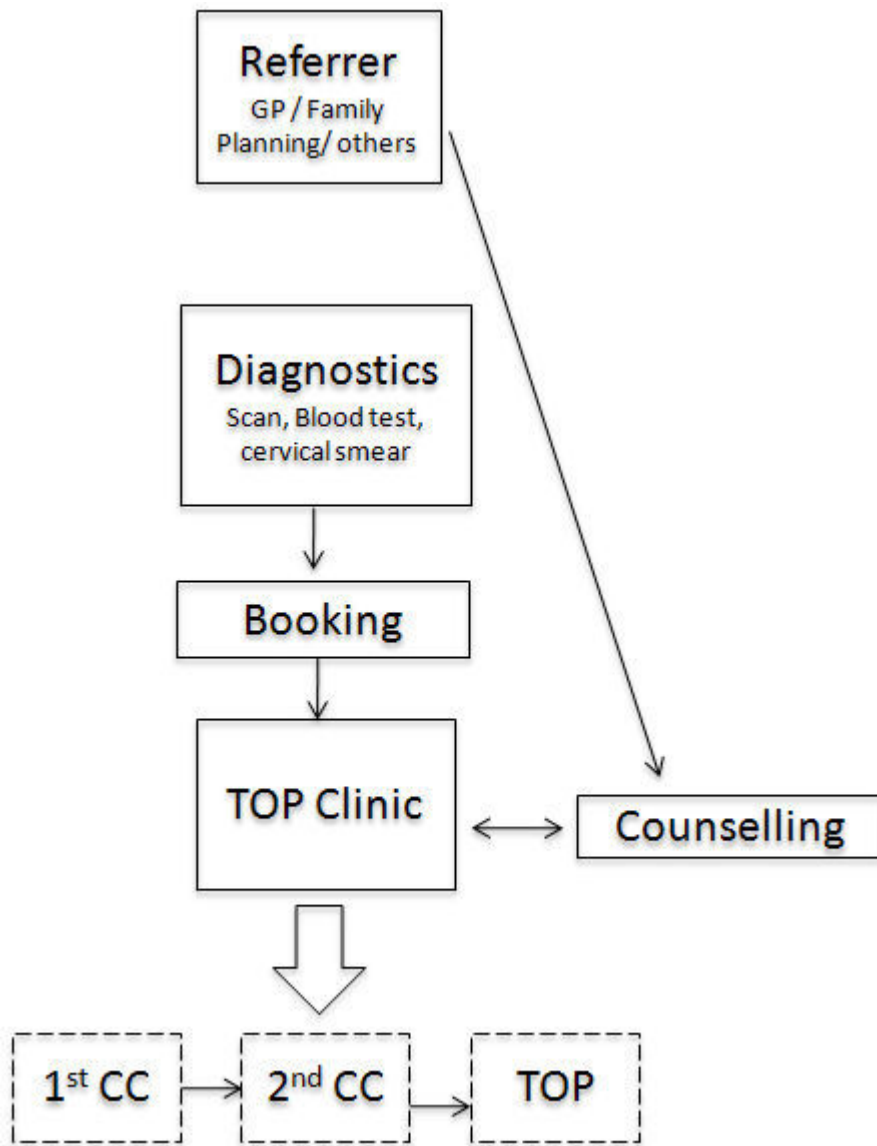 Referrer
GP / Family
Planning/ others
Diagnostics
Scan, Blood test,
cervical smear
Booking
TOP Clinic
Counselling
1st CC
2nd CC
TOP